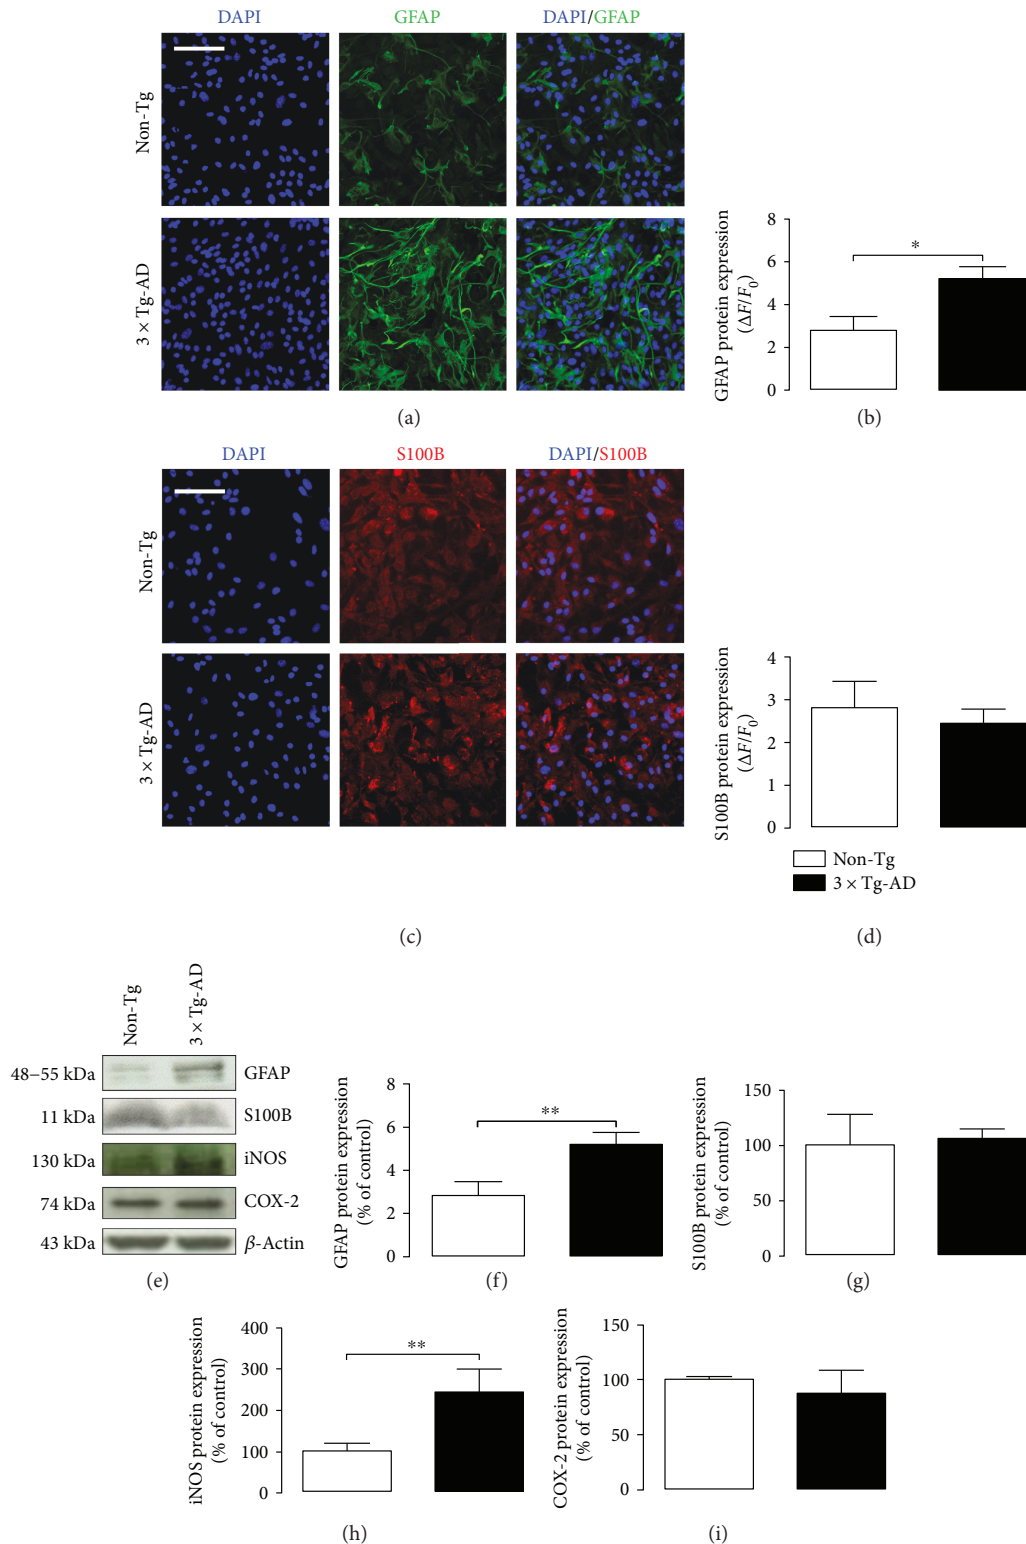 DAPI GFAP DAPI/GFAP
Non-Tg
3 × Tg-AD
(a)
GFAP protein expression
(ΔF/F0)
8
6
4
2
0
*
(b)
DAPI S100B DAPI/S100B
Non-Tg
3 × Tg-AD
(c)
S100B protein expression
(ΔF/F0)
4
3
2
1
0
Non-Tg
3 × Tg-AD
(d)
Non-Tg
3 × Tg-AD
48–55 kDa GFAP
11 kDa S100B
130 kDa iNOS
74 kDa COX-2
43 kDa β-Actin
(e)
GFAP protein expression
(% of control)
8
6
4
2
0
**
(f)
S100B protein expression
(% of control)
150
100
50
0
(g)
iNOS protein expression
(% of control)
400
300
200
100
0
**
(h)
COX-2 protein expression
(% of control)
150
100
50
0
(i)